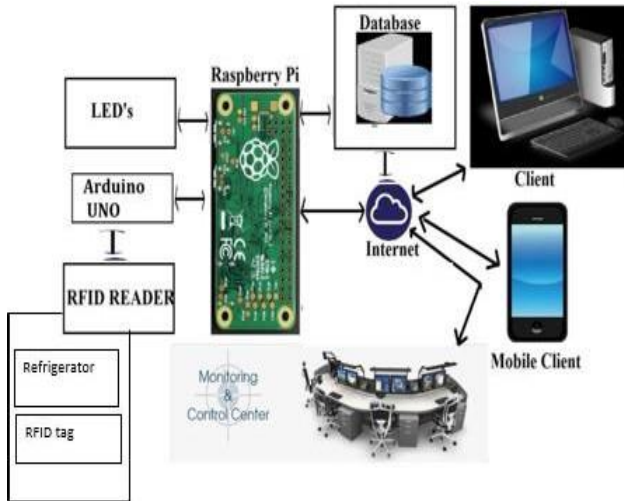 Database
Raspberry Pi
LED's
Arduino
UNO
Client
Internet
RFID READER
Mobile Client
Refrigerator
RFID tag
Monitoring
&
Control Center